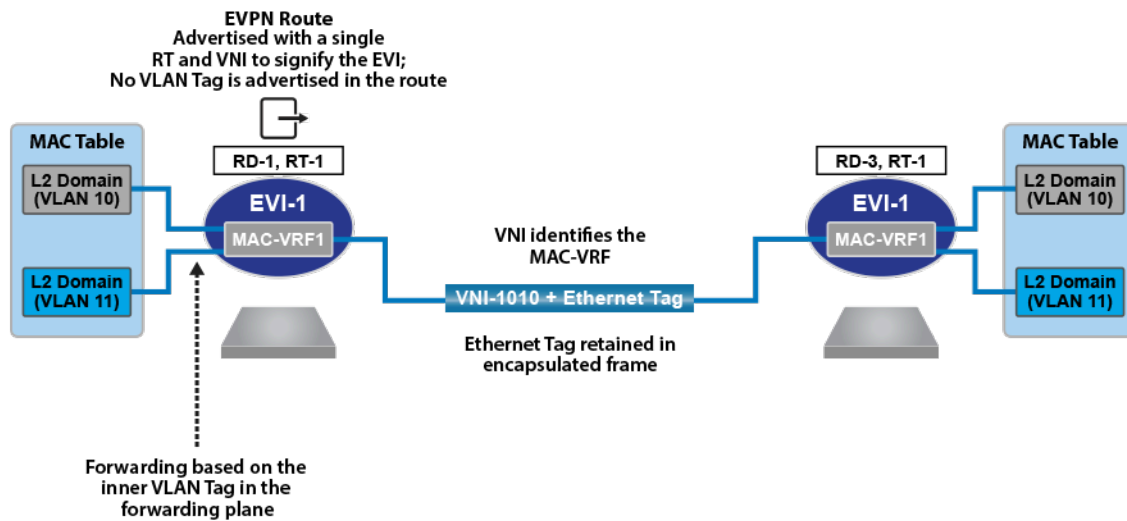 EVPN Route
Advertised with a single
RT and VNI to signify the EVI;
No VLAN Tag is advertised in the route
MAC Table
L2 Domain
(VLAN 10)
L2 Domain
(VLAN 11)
RD-1, RT-1
EVI-1
MAC-VRF1
VNI identifies the
MAC-VRF
VNI-1010 + Ethernet Tag
Ethernet Tag retained in
encapsulated frame
RD-3, RT-1
EVI-1
MAC-VRF1
MAC Table
L2 Domain
(VLAN 10)
L2 Domain
(VLAN 11)
Forwarding based on the
inner VLAN Tag in the
forwarding plane